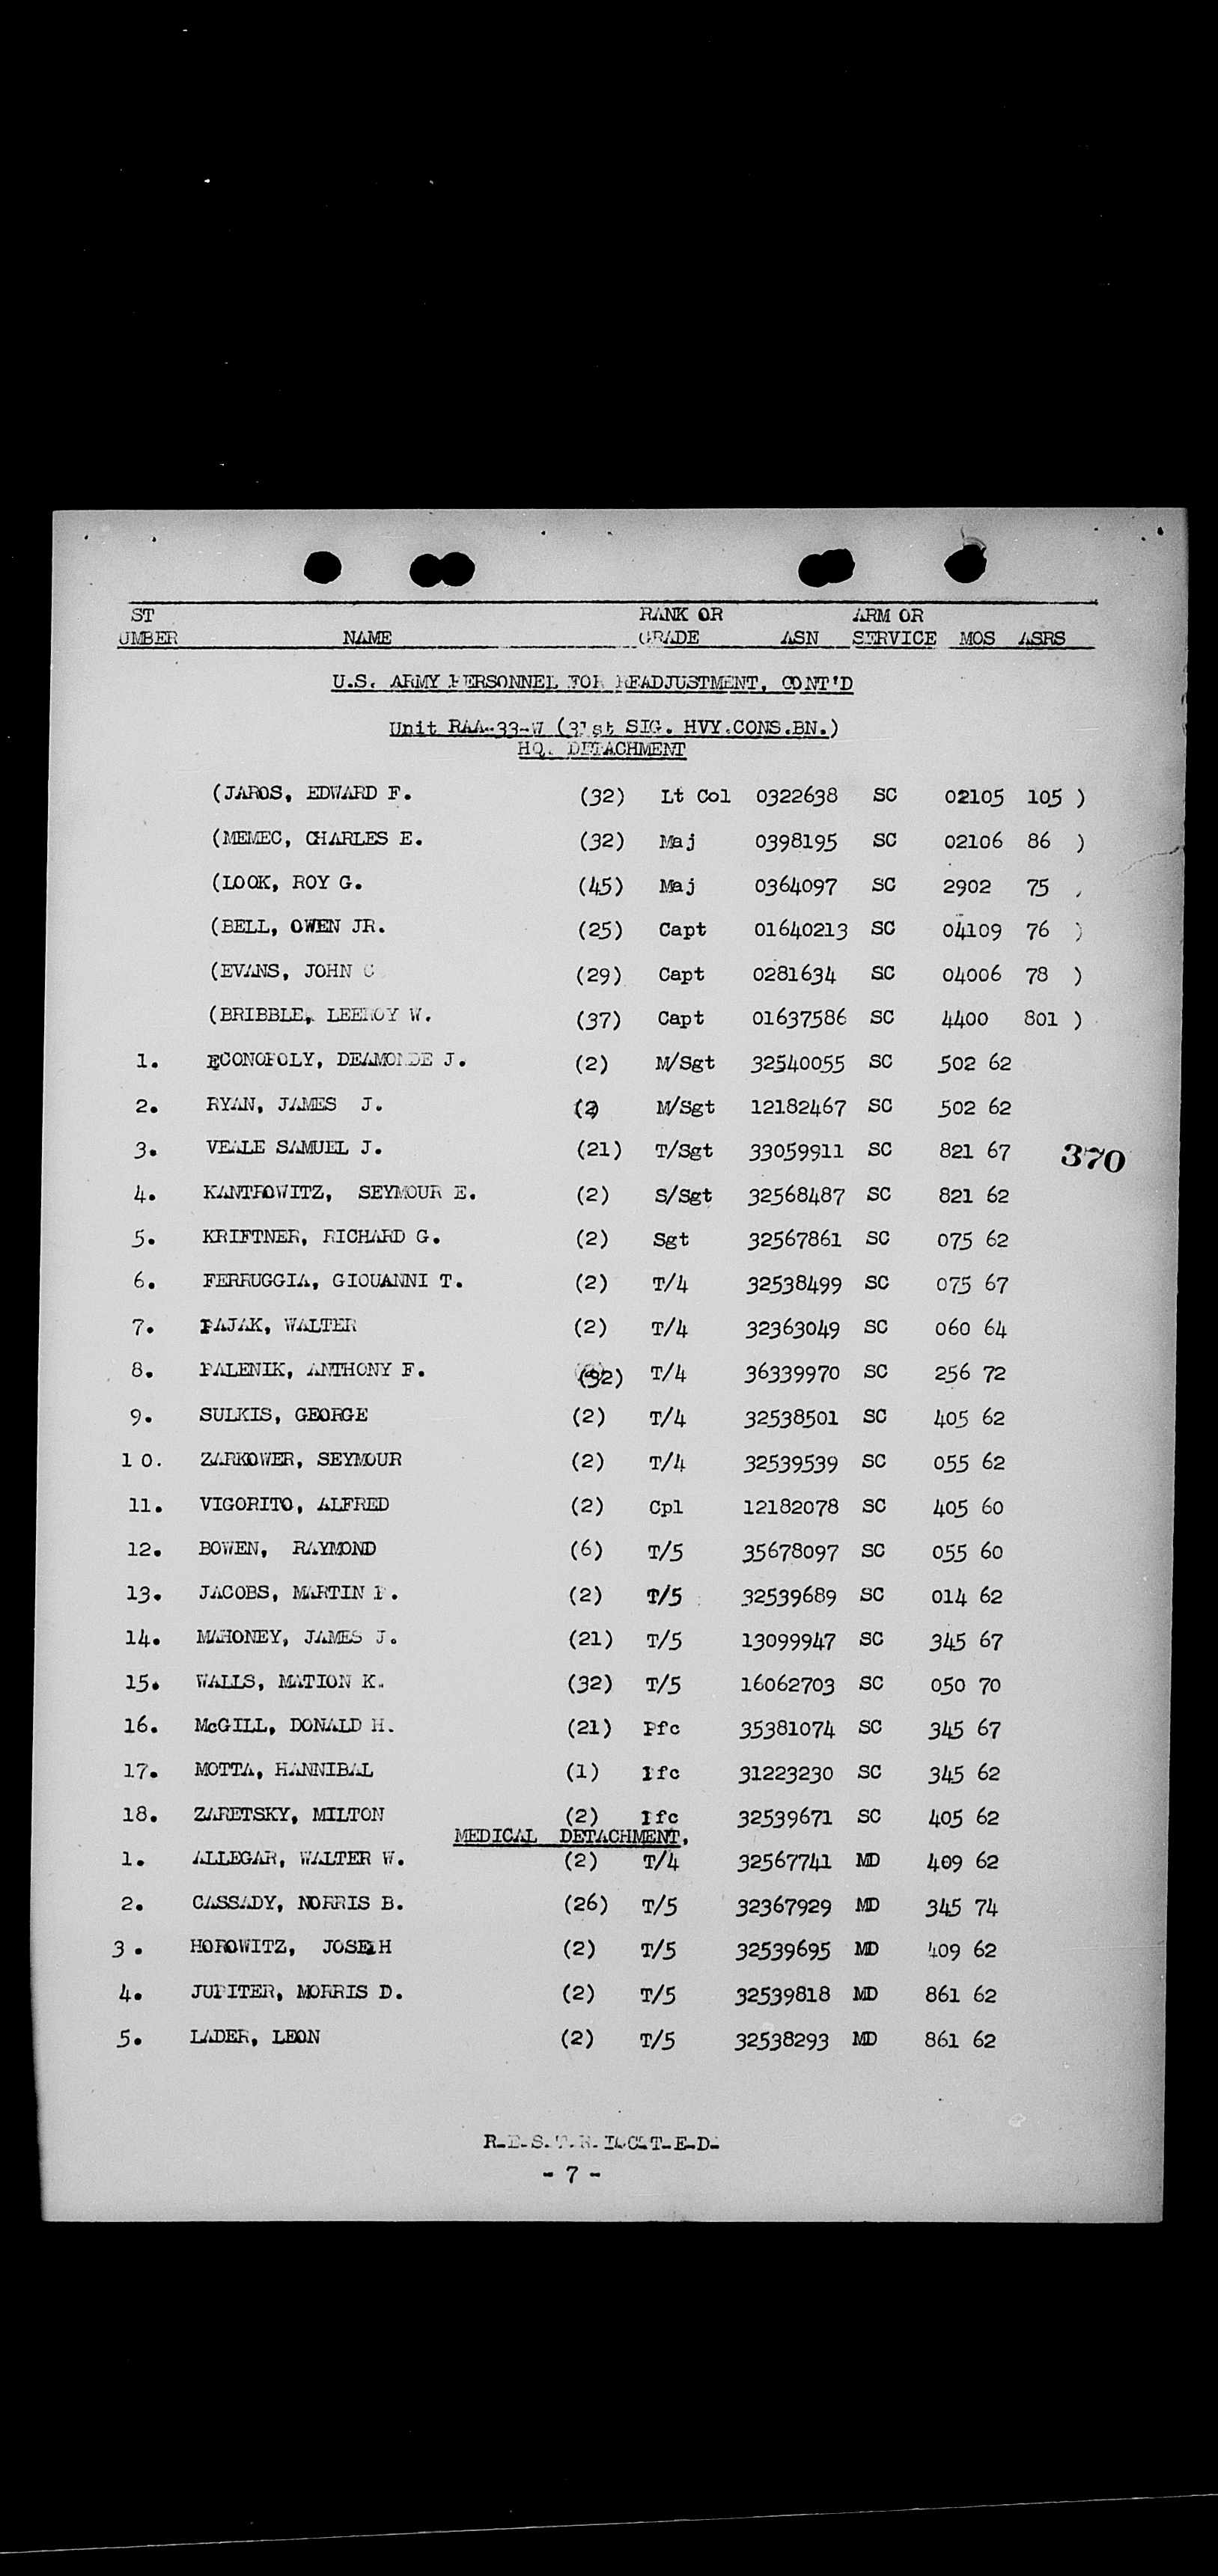 ST RANK OR ARM OR
UMBER NAME GRADE ASN SERVICE MOS ASRS
U.S. ARMY PERSONNEL FOR READJUSTMENT, CONT'D
Unit RAA-33-W (31st SIG. HVY.CONS.BN.)
HQ. DETACHMENT
(JAROS, EDWARD F. (32) Lt Col 0322638 SC 02105 105 )
(MEMEC, CHARLES E. (32) Maj 0398195 SC 02106 86 )
(LOOK, ROY G. (45) Maj 0364097 SC 2902 75
(BELL, OWEN JR. (25) Capt 01640213 SC 04109 76 )
(EVANS, JOHN C (29) Capt 0281634 SC 04006 78 )
(BRIBBLE, LEEROY W. (37) Capt 01637586 SC 4400 801 )
1. ECONOPOLY, DEAMONDE J. (2) M/Sgt 32540055 SC 502 62
2. RYAN, JAMES J. (2) M/Sgt 12182467 SC 502 62
3. VEALE SAMUEL J. (21) T/Sgt 33059911 SC 821 67 370
4. KANTROWITZ, SEYMOUR E. (2) S/Sgt 32568487 SC 821 62
5. KRIFTNER, RICHARD G. (2) Sgt 32567861 SC 075 62
6. FERRUGGIA, GIOUANNI T. (2) T/4 32538499 SC 075 67
7. PAJAK, WALTER (2) T/4 32363049 SC 060 64
8. PALENIK, ANTHONY F. (32) T/4 36339970 SC 256 72
9. SULKIS, GEORGE (2) T/4 32538501 SC 405 62
10. ZARKOWER, SEYMOUR (2) T/4 32539539 SC 055 62
11. VIGORITO, ALFRED (2) Cpl 12182078 SC 405 60
12. BOWEN, RAYMOND (6) T/5 35678097 SC 055 60
13. JACOBS, MARTIN P. (2) T/5 32539689 SC 014 62
14. MAHONEY, JAMES J. (21) T/5 13099947 SC 345 67
15. WALLS, MATION K. (32) T/5 16062703 SC 050 70
16. McGILL, DONALD H. (21) Pfc 35381074 SC 345 67
17. MOTTA, HANNIBAL (1) Pfc 31223230 SC 345 62
18. ZARETSKY, MILTON (2) Pfc 32539671 SC 405 62
MEDICAL DETACHMENT,
1. ALLEGAR, WALTER W. (2) T/4 32567741 MD 409 62
2. CASSADY, NORRIS B. (26) T/5 32367929 MD 345 74
3. HOROWITZ, JOSEPH (2) T/5 32539695 MD 409 62
4. JUPITER, MORRIS D. (2) T/5 32539818 MD 861 62
5. LADER, LEON (2) T/5 32538293 MD 861 62
R-E-S-T-R-I-C-T-E-D-
- 7 -